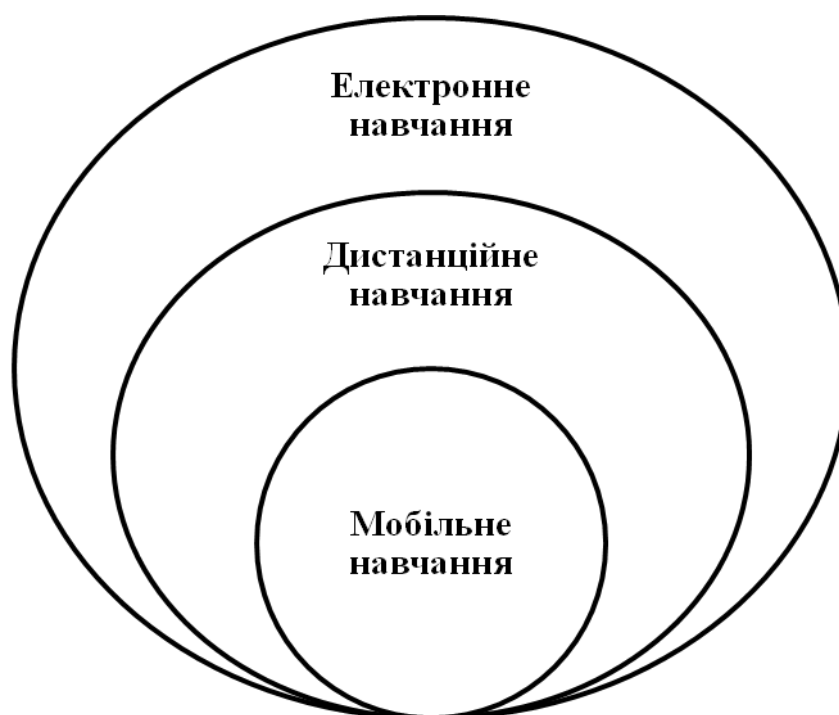 Електронне
навчання
Дистанційне
навчання
Мобільне
навчання